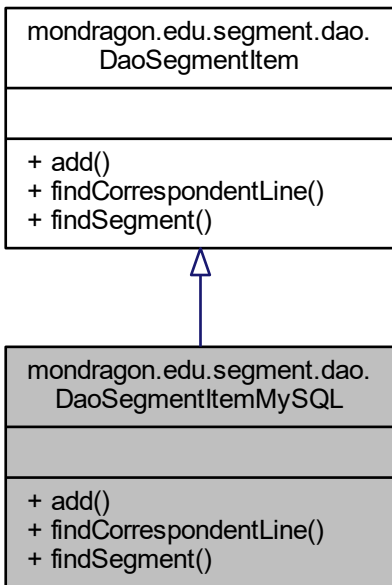 mondragon.edu.segment.dao.
DaoSegmentItem
+ add()
+ findCorrespondentLine()
+ findSegment()
mondragon.edu.segment.dao.
DaoSegmentItemMySQL
+ add()
+ findCorrespondentLine()
+ findSegment()